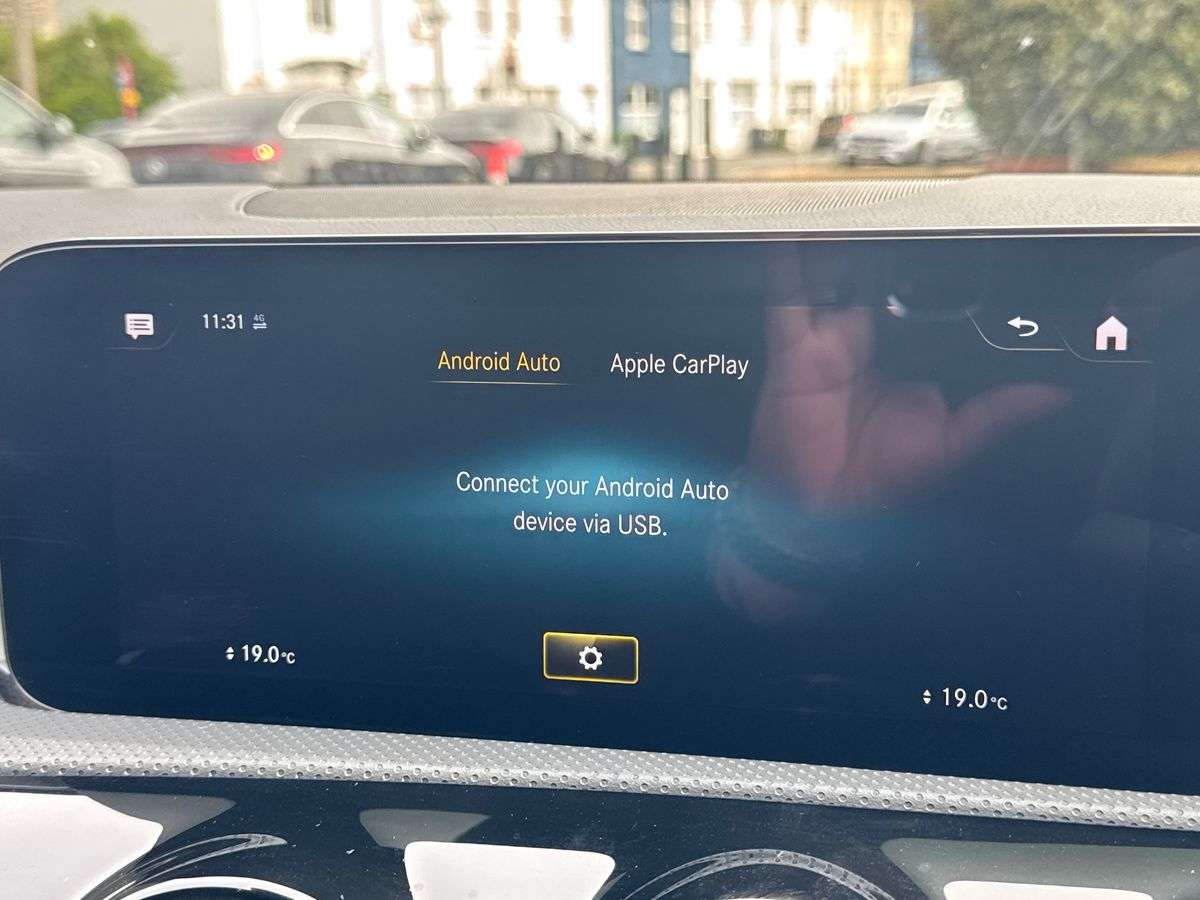 11:31 4G
Android Auto Apple CarPlay
Connect your Android Auto
device via USB.
19.0°C
19.0°C